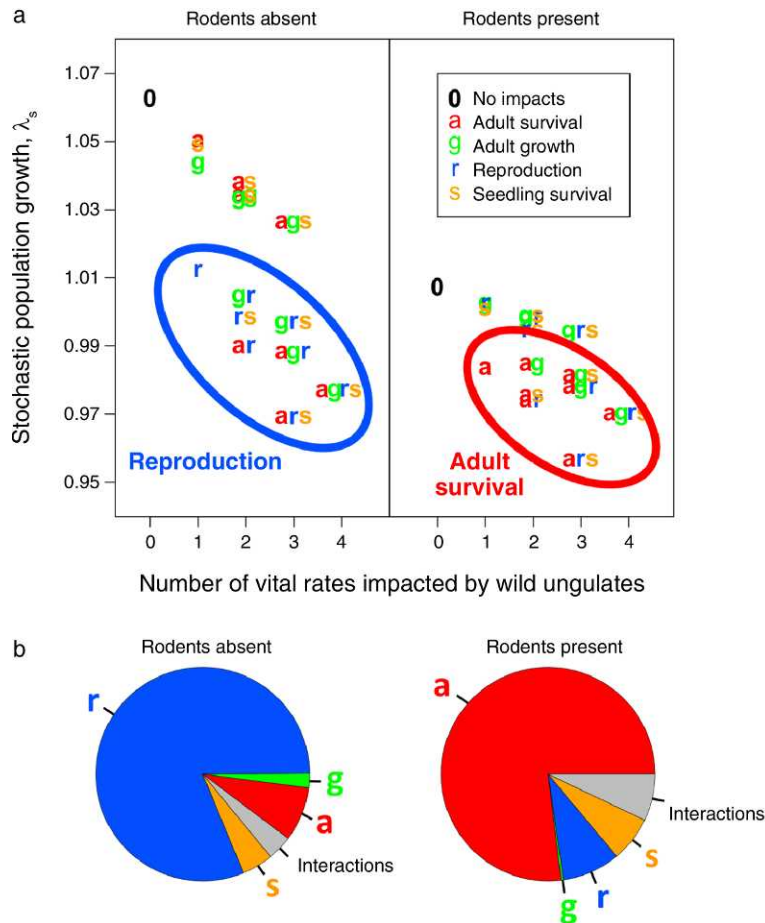 a
Rodents absent
Rodents present
Stochastic population growth, λs
1.07
1.05
1.03
1.01
0.99
0.97
0.95
0
a
s
g
as
ags
r
gr
rs
grs
ar
agr
agrs
ars
Reproduction
0 No impacts
a Adult survival
g Adult growth
r Reproduction
s Seedling survival
0
grs
a
ag
ags
as
agrs
ars
Adult
survival
0 1 2 3 4
0 1 2 3 4
Number of vital rates impacted by wild ungulates
b
Rodents absent
Rodents present
r
g
a
Interactions
s
a
Interactions
s
r
g